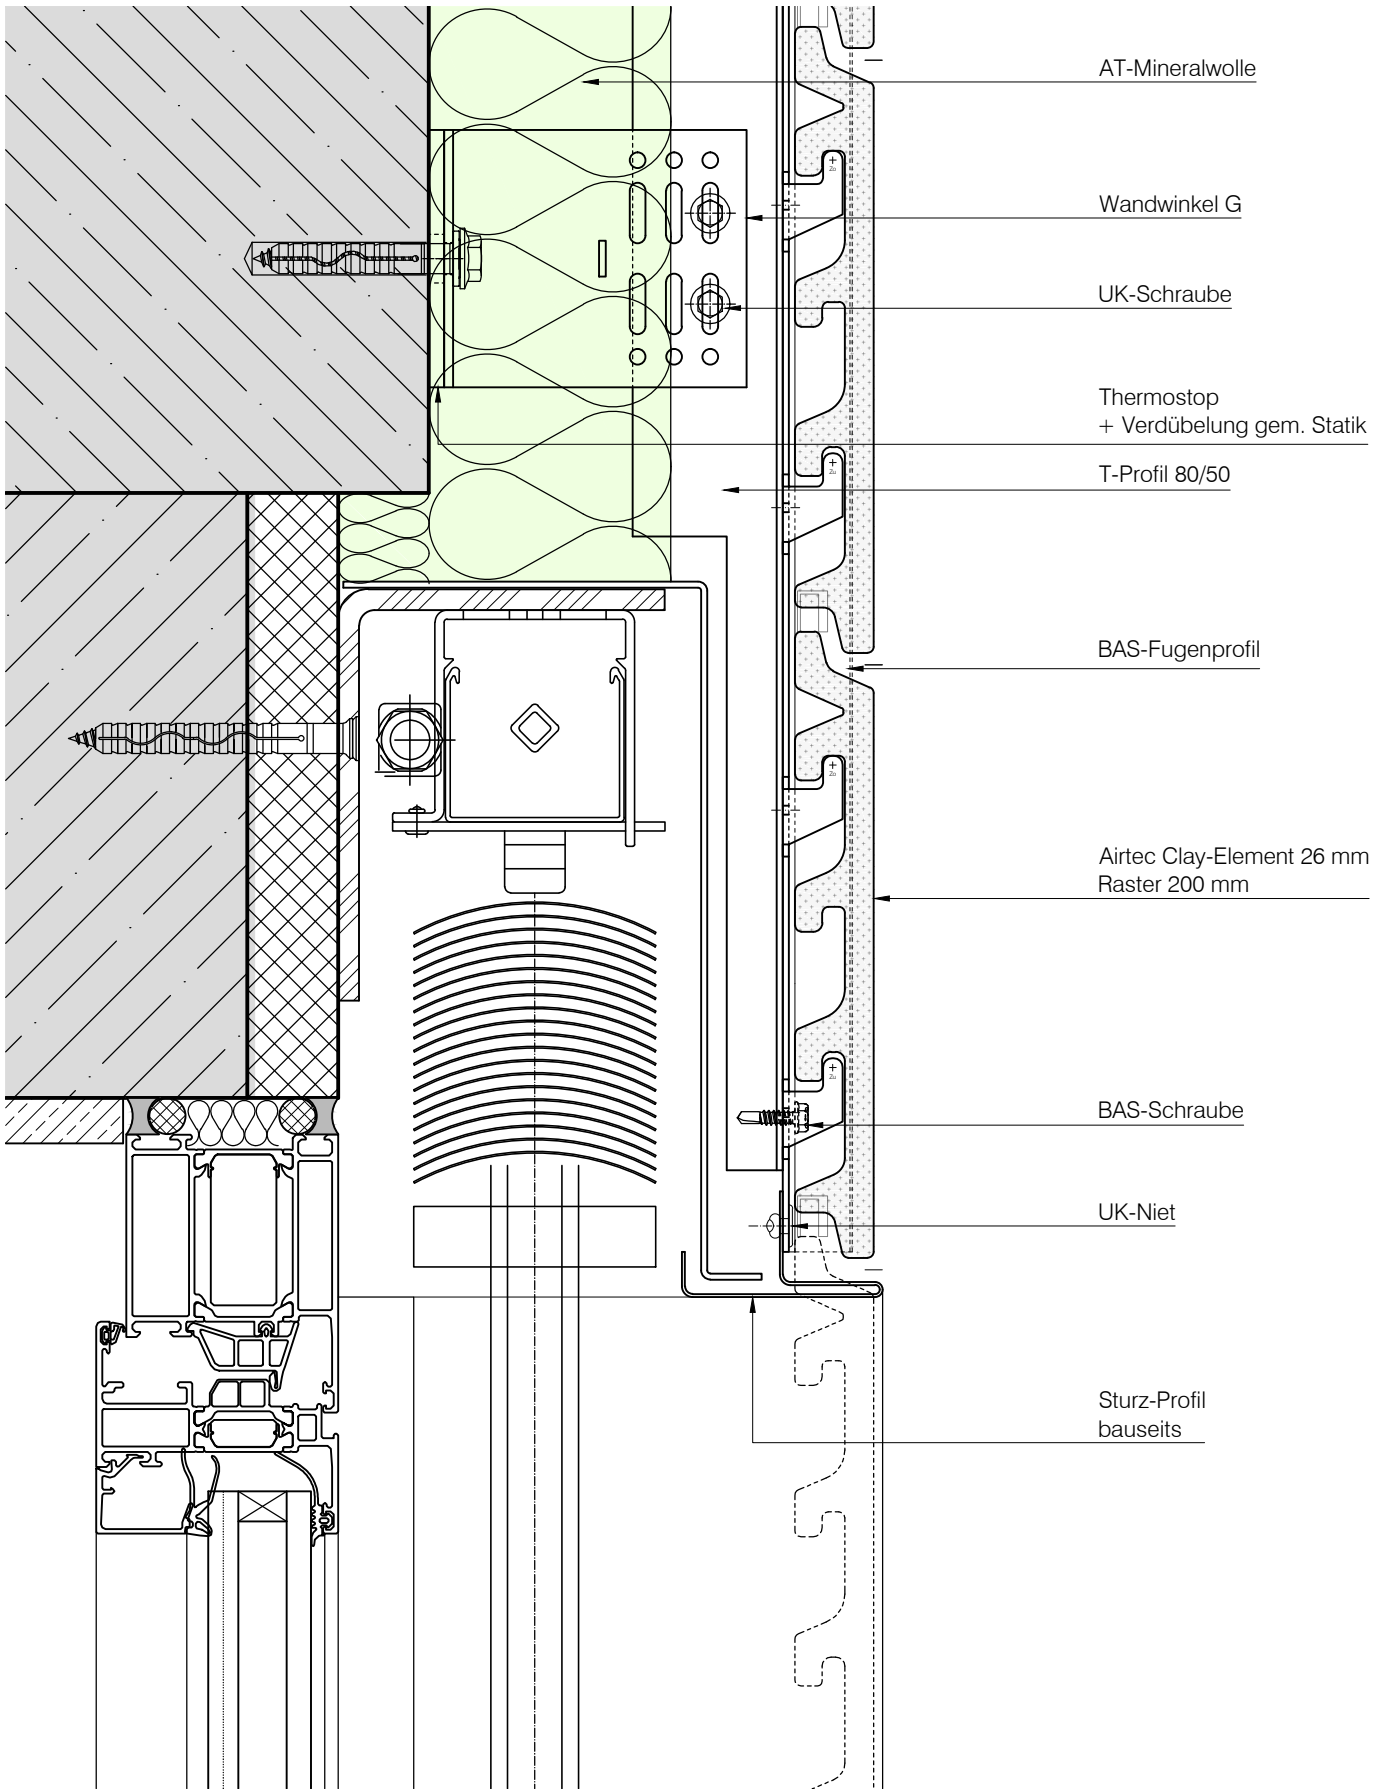 AT-Mineralwolle
Wandwinkel G
UK-Schraube
Thermostop
+ Verdübelung gem. Statik
T-Profil 80/50
BAS-Fugenprofil
Airtec Clay-Element 26 mm
Raster 200 mm
BAS-Schraube
UK-Niet
Sturz-Profil
bauseits